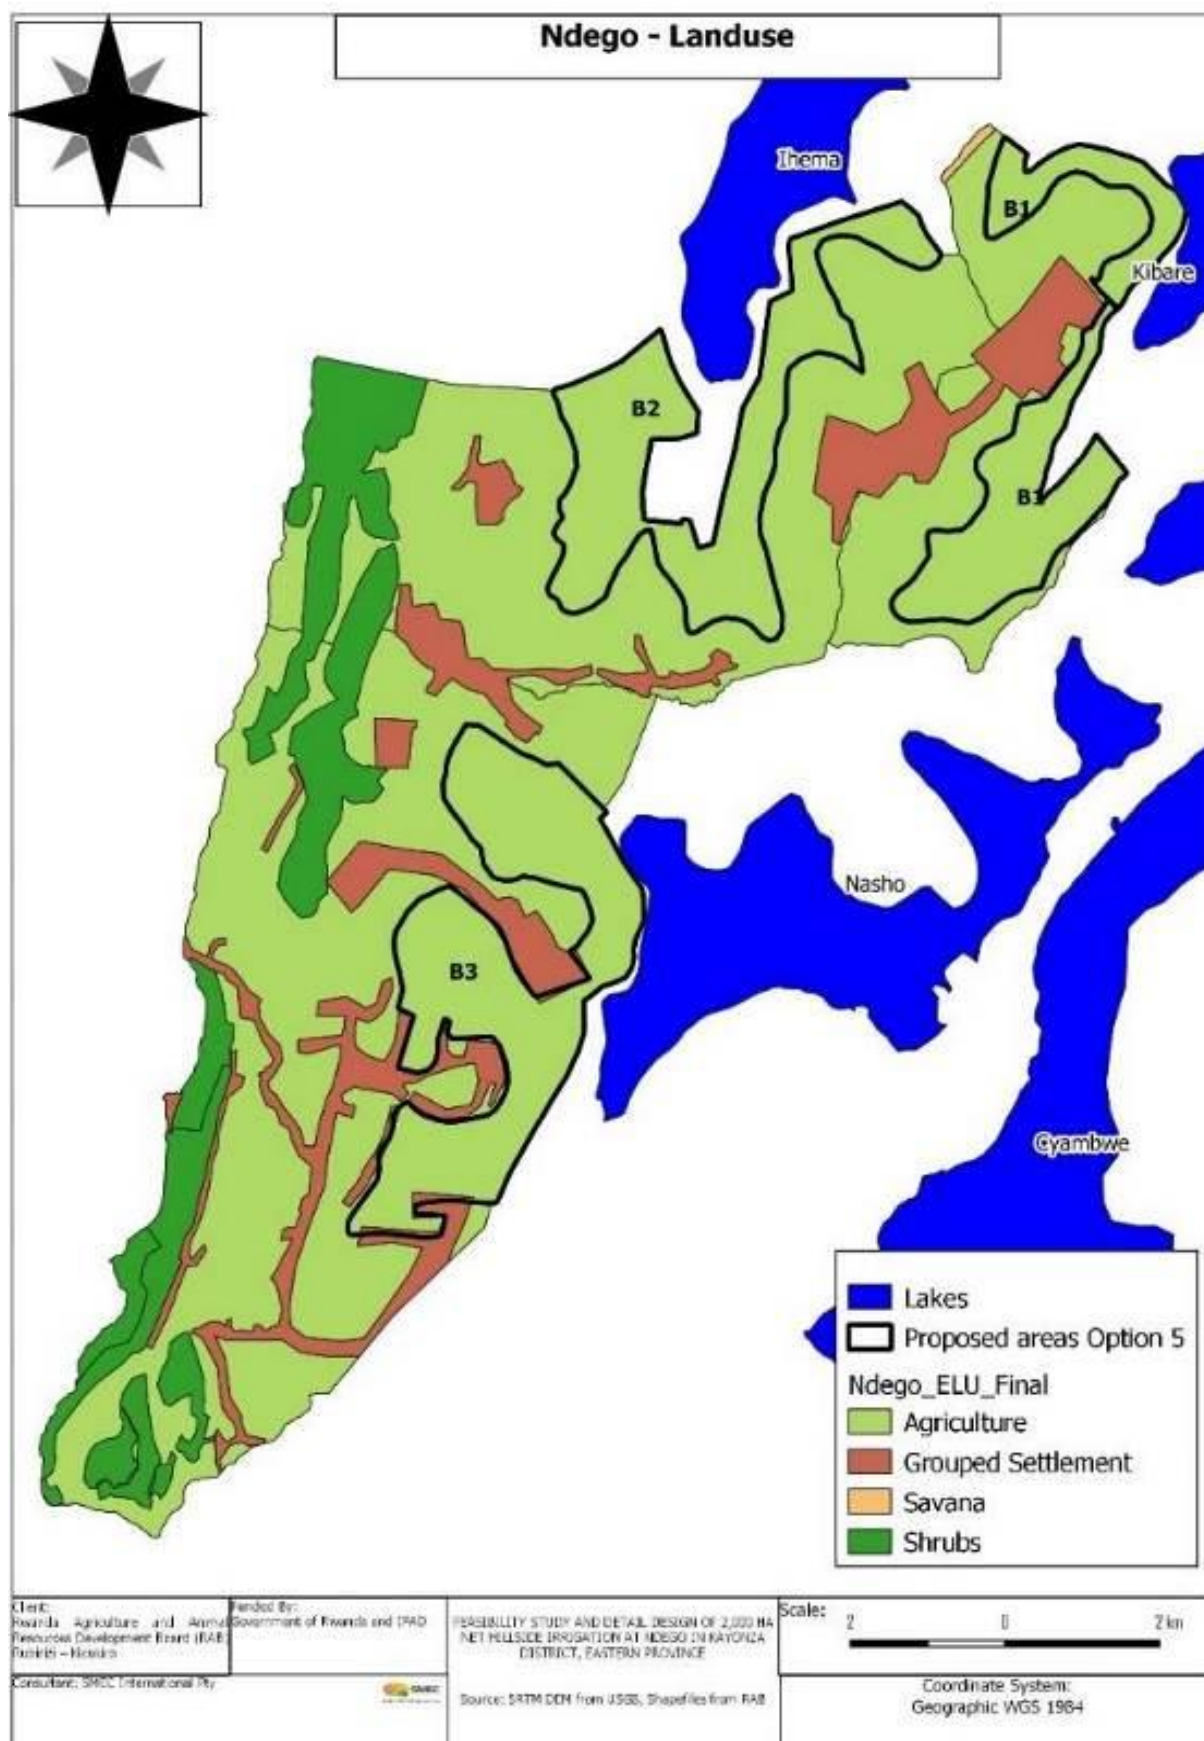 Ndego - Landuse
Ihema
B1
Kibare
B2
B1
Nasho
B3
Cyambwe
Lakes
Proposed areas Option 5
Ndego_ELU_Final
Agriculture
Grouped Settlement
Savana
Shrubs
Client:
Rwanda Agriculture and Animal
Resources Development Board (RAB)
Funded By:
Government of Rwanda and IFAD
FEASIBILITY STUDY AND DETAIL DESIGN OF 2,000 HA
NET HILLSIDE IRRIGATION AT NDEGO IN KAYONZA
DISTRICT, EASTERN PROVINCE
Scale:
2 0 2 km
Consultant: SMEC International Pty
SMEC
Source: SRTM DEM from USGS, Shapefiles from RAB
Coordinate System:
Geographic WGS 1984